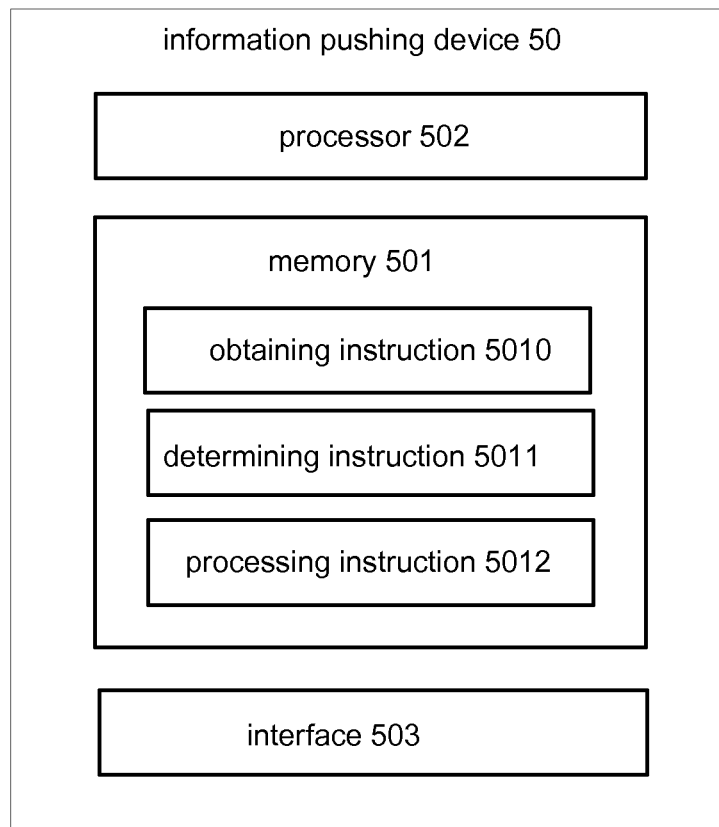 information pushing device 50
processor 502
memory 501
obtaining instruction 5010
determining instruction 5011
processing instruction 5012
interface 503